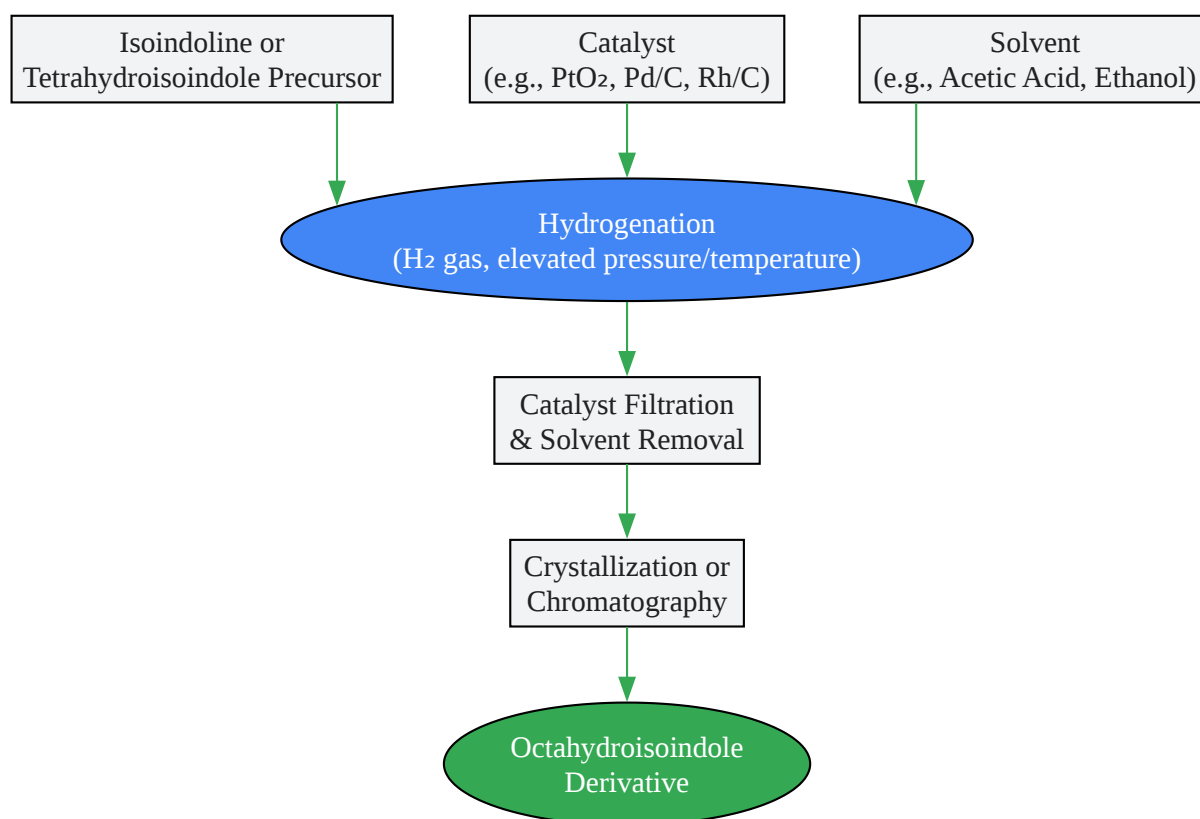 Isoindoline or
Tetrahydroisoindole Precursor
Catalyst
(e.g., PtO₂, Pd/C, Rh/C)
Solvent
(e.g., Acetic Acid, Ethanol)
Hydrogenation
(H₂ gas, elevated pressure/temperature)
Catalyst Filtration
& Solvent Removal
Crystallization or
Chromatography
Octahydroisoindole
Derivative